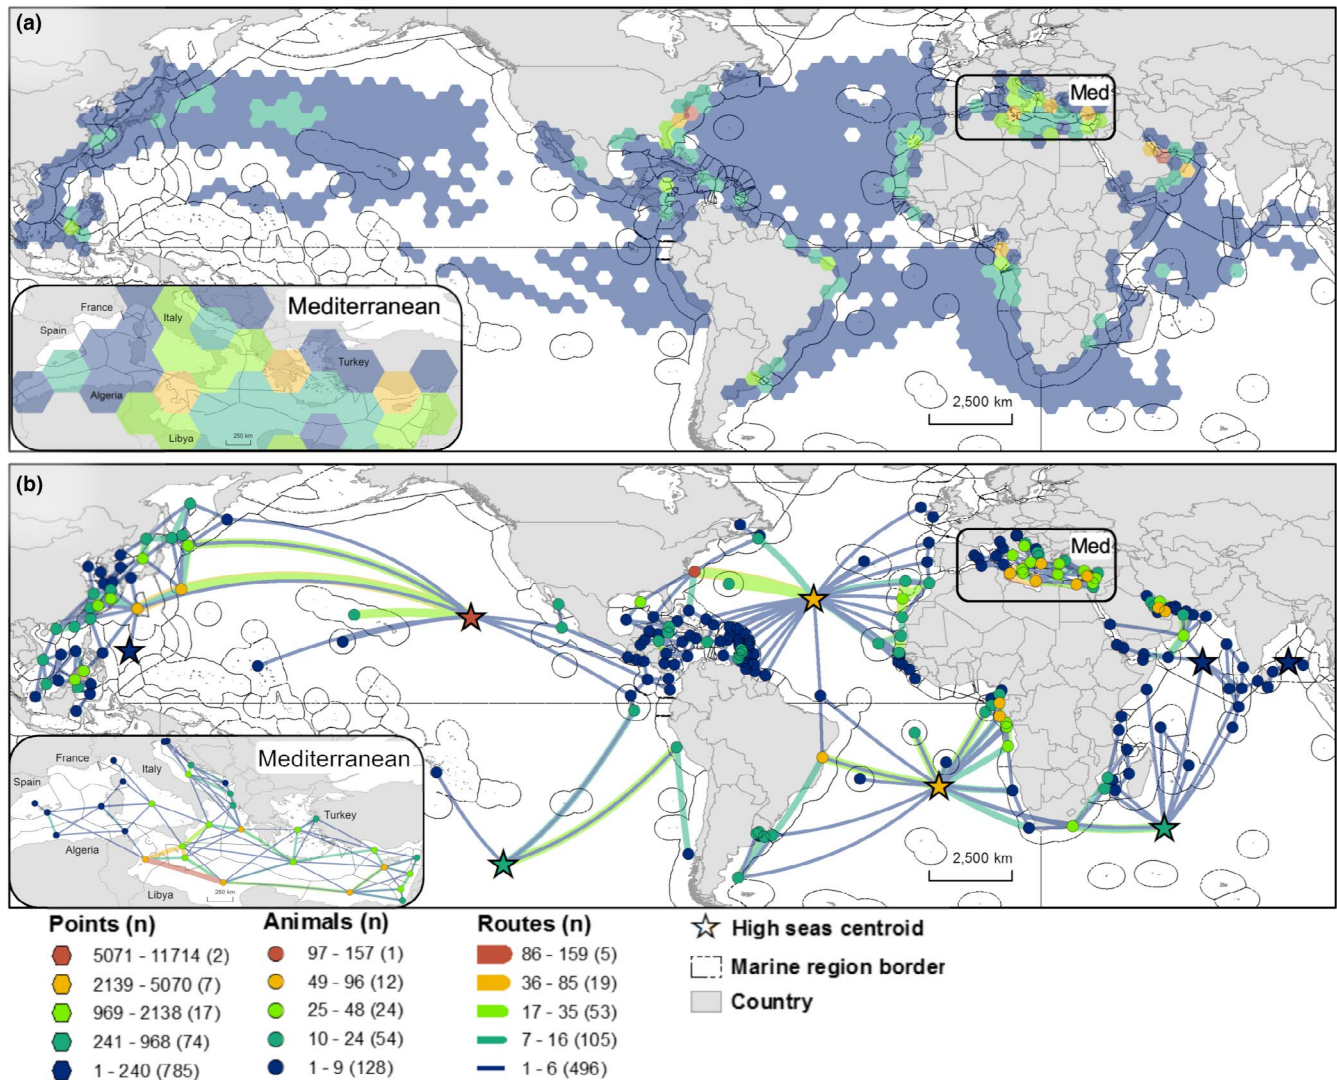 (a)
Med
Mediterranean
France
Italy
Spain
Turkey
Algeria
Libya
250 km
2,500 km
(b)
Med
Mediterranean
France
Italy
Spain
Turkey
Algeria
Libya
250 km
2,500 km
Points (n)
5071 - 11714 (2)
2139 - 5070 (7)
969 - 2138 (17)
241 - 968 (74)
1 - 240 (785)
Animals (n)
97 - 157 (1)
49 - 96 (12)
25 - 48 (24)
10 - 24 (54)
1 - 9 (128)
Routes (n)
86 - 159 (5)
36 - 85 (19)
17 - 35 (53)
7 - 16 (105)
1 - 6 (496)
High seas centroid
Marine region border
Country